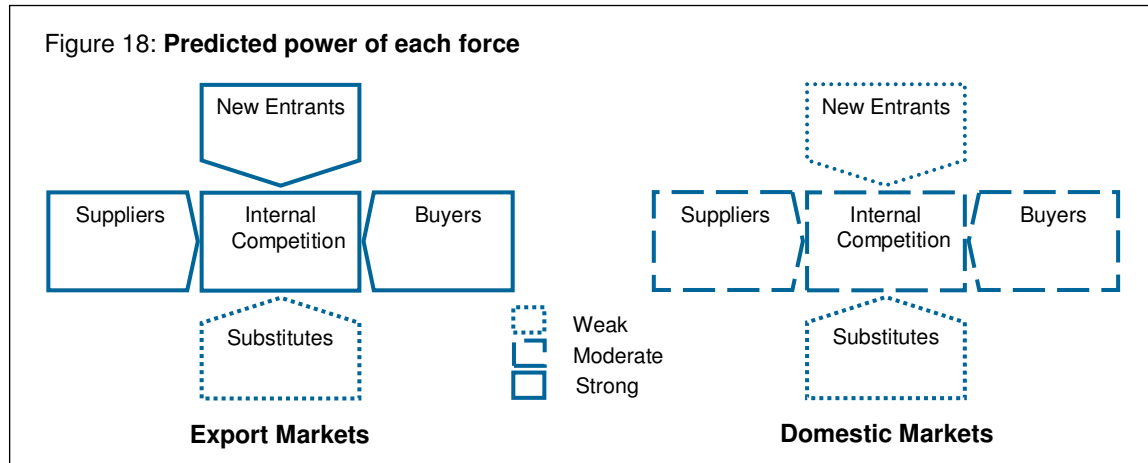 Figure 18: Predicted power of each force
New Entrants
Suppliers
Internal
Competition
Buyers
Substitutes
Export Markets
Weak
Moderate
Strong
New Entrants
Suppliers
Internal
Competition
Buyers
Substitutes
Domestic Markets